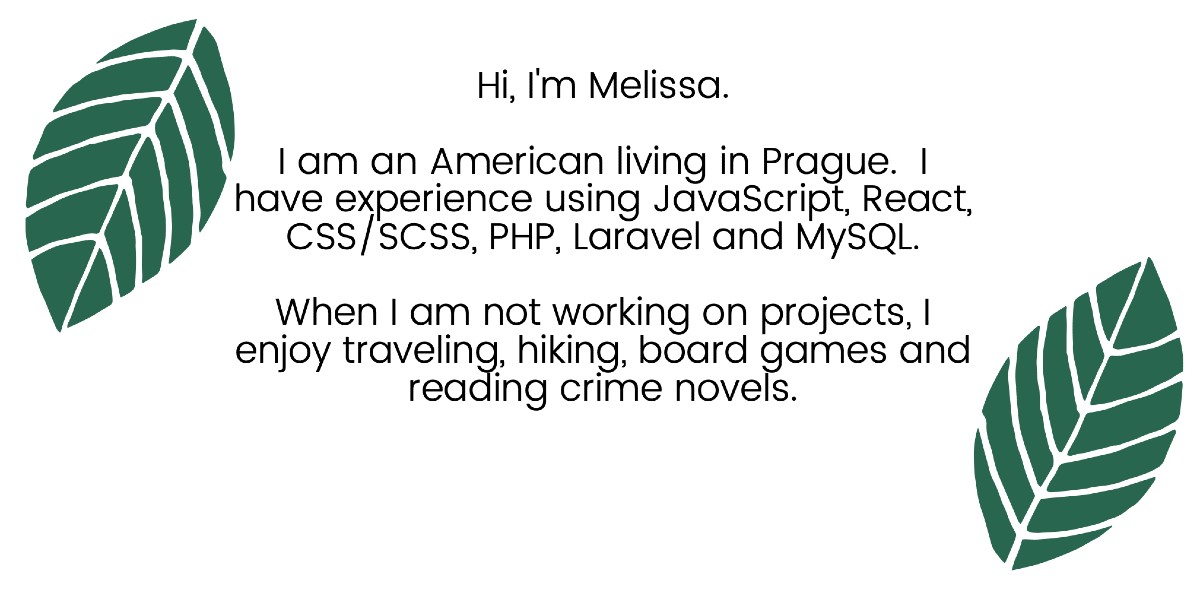 Hi, I'm Melissa.
I am an American living in Prague.  I
have experience using JavaScript, React,
CSS/SCSS, PHP, Laravel and MySQL.
When I am not working on projects, I
enjoy traveling, hiking, board games and
reading crime novels.